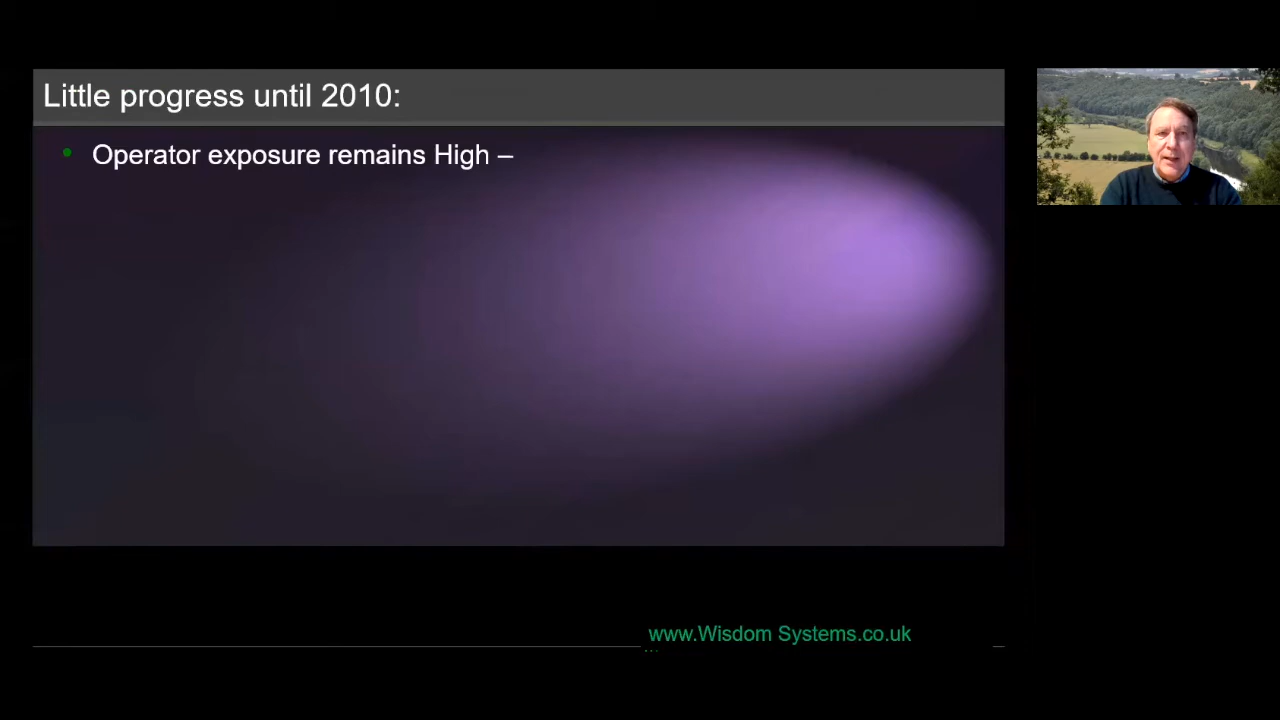 Little progress until 2010:
Operator exposure remains High –
www.Wisdom Systems.co.uk